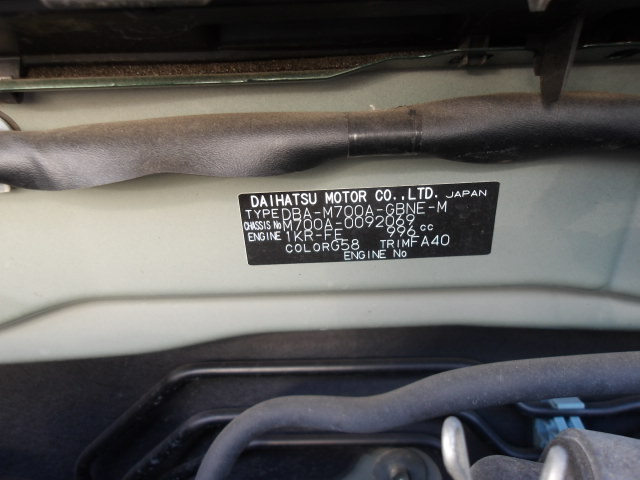 DAIHATSU MOTOR CO.,LTD. JAPAN
TYPE DBA-M700A-GBNE-M
CHASSIS No M700A-0092069
ENGINE 1KR-FE 996 cc
COLOR G58 TRIM FA40
ENGINE No